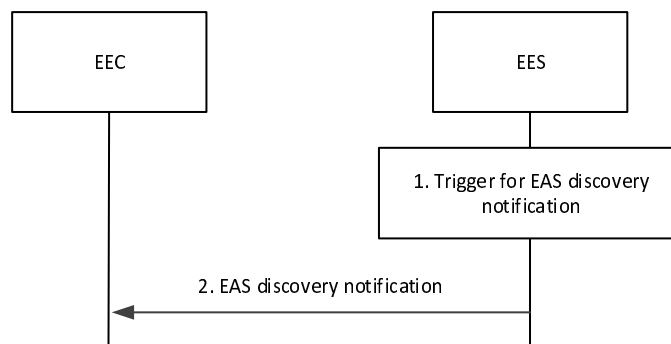 EEC
EES
1. Trigger for EAS discovery
notification
2. EAS discovery notification